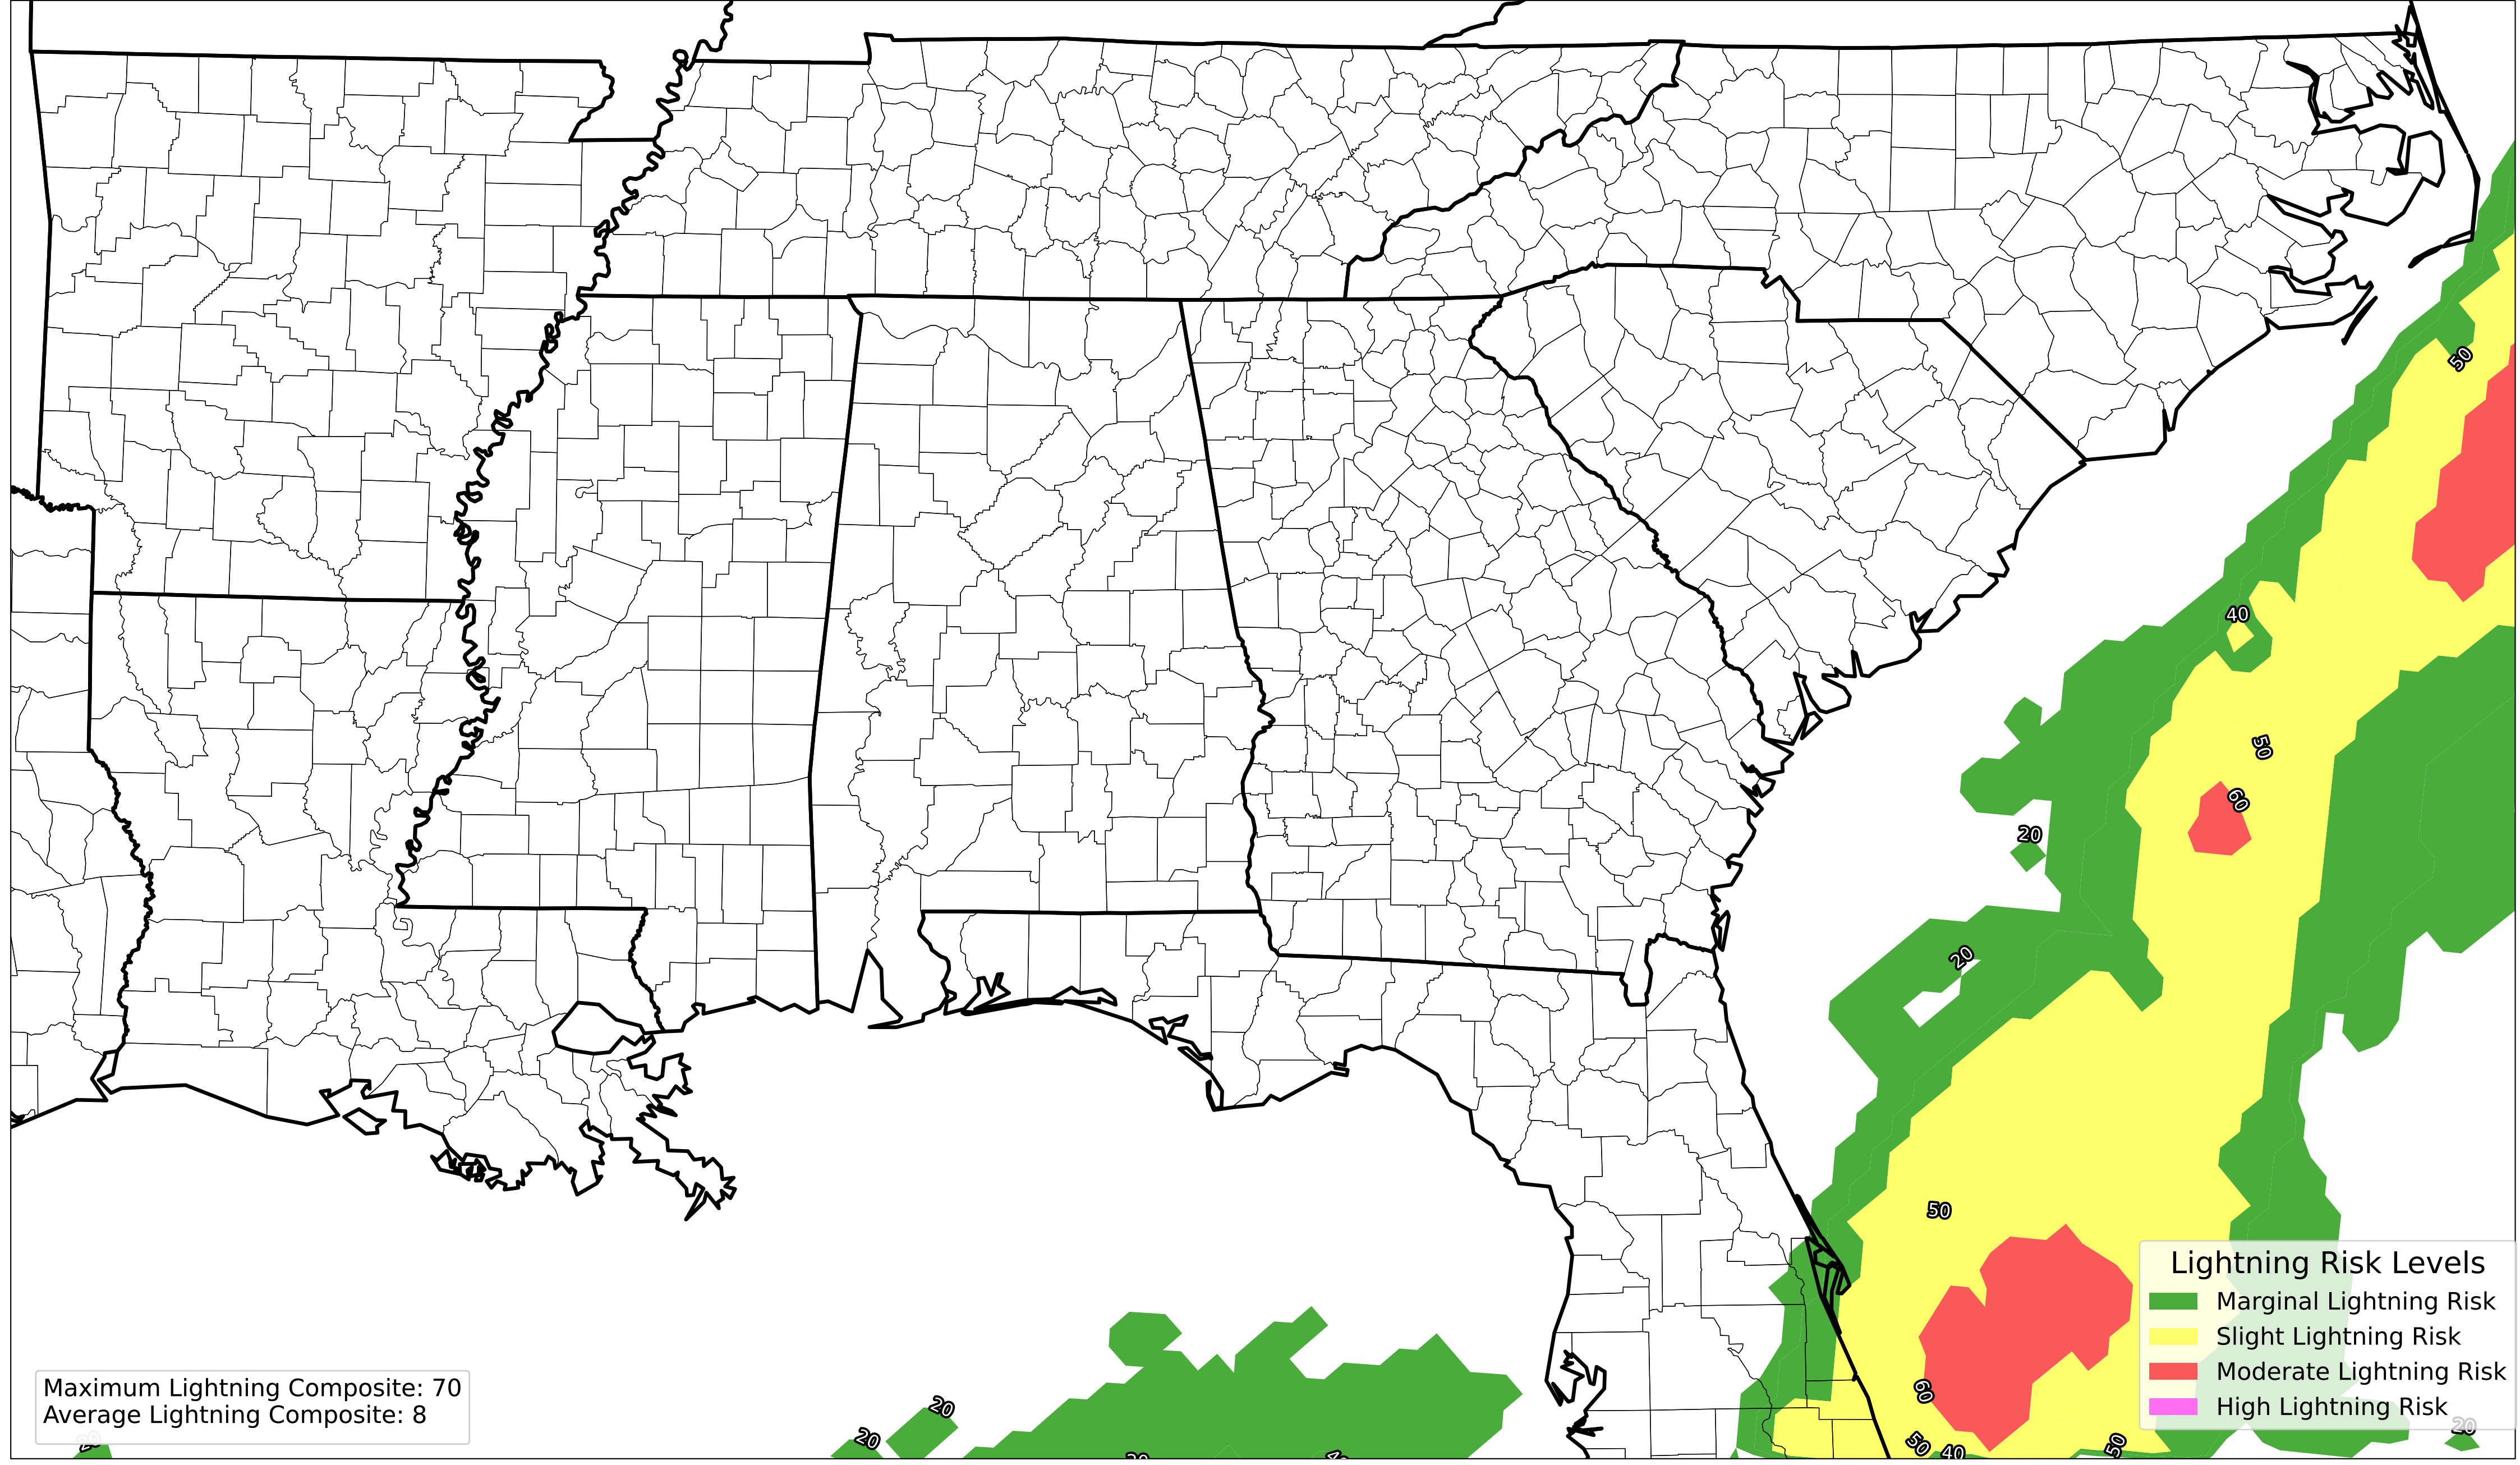 50
40
50
60
20
20
50
Lightning Risk Levels
Marginal Lightning Risk
Slight Lightning Risk
Moderate Lightning Risk
High Lightning Risk
Maximum Lightning Composite: 70
Average Lightning Composite: 8
60
20
20
20
20
50
40
50